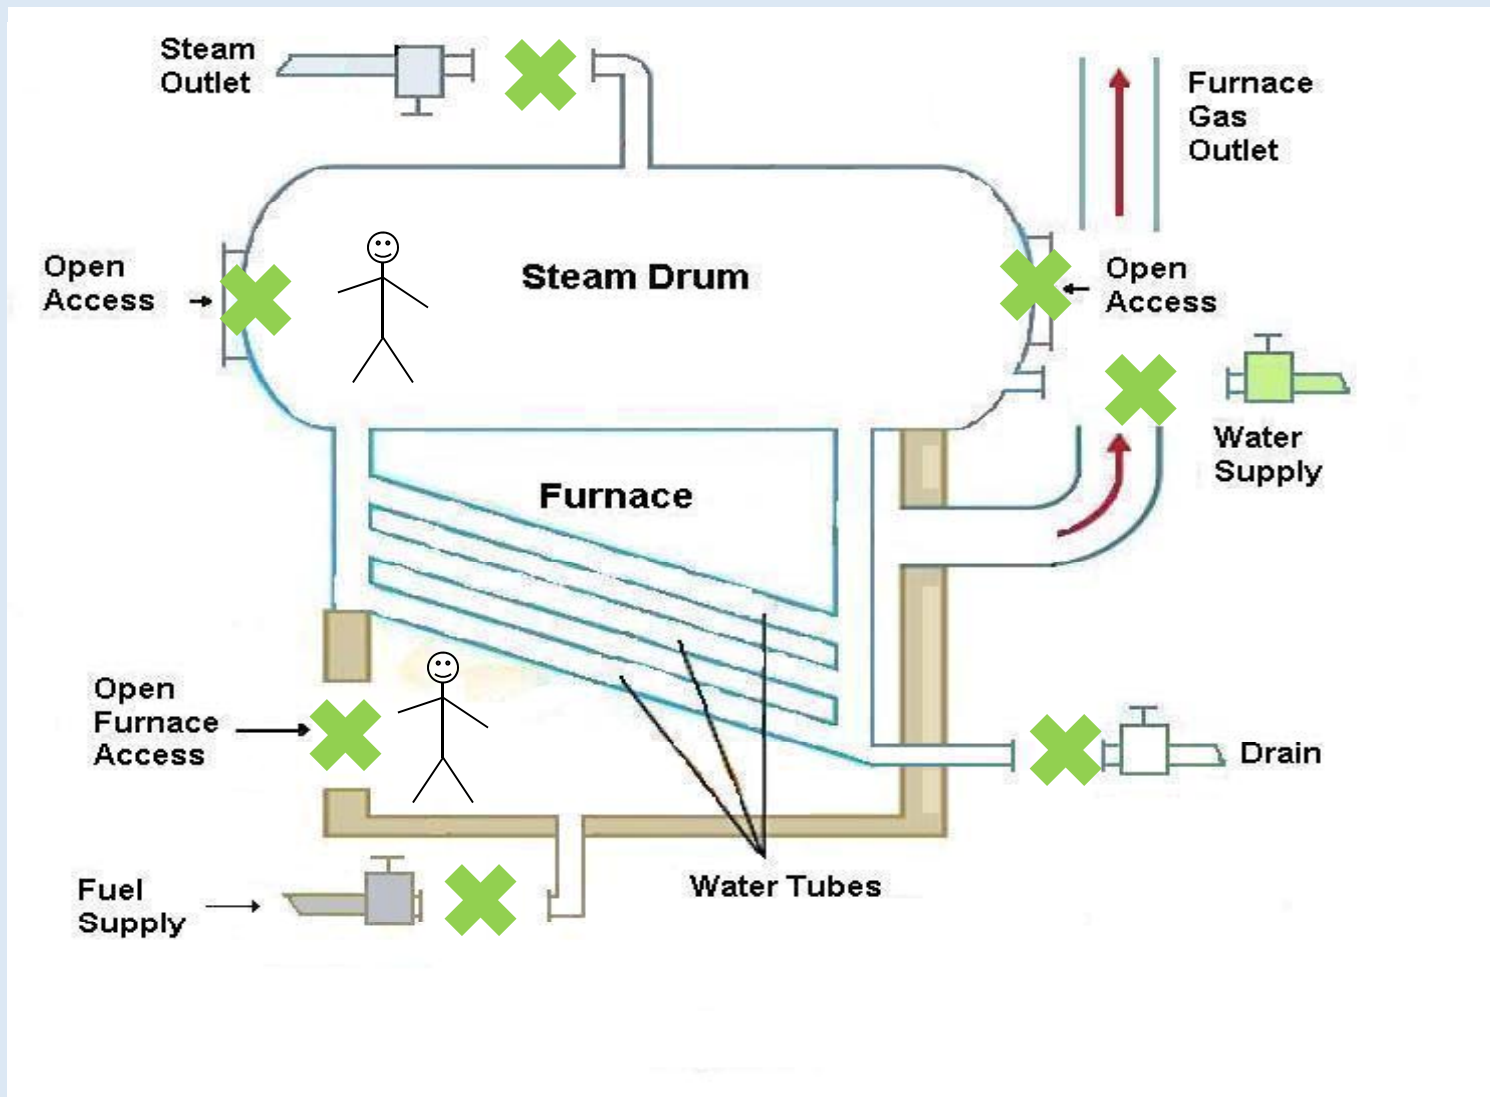 Steam
Outlet
Furnace
Gas
Outlet
Open
Access
Steam Drum
Open
Access
Water
Supply
Furnace
Open
Furnace
Access
Drain
Water Tubes
Fuel
Supply